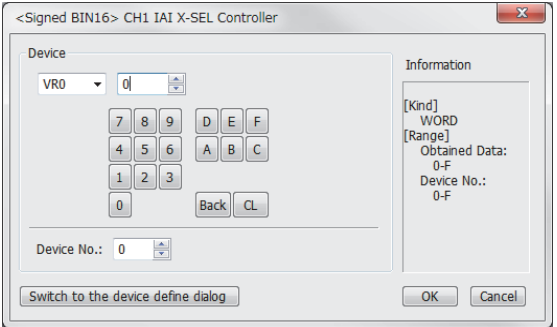 <Signed BIN16> CH1 IAI X-SEL Controller
Device
VR0 0
7 8 9 D E F
4 5 6 A B C
1 2 3
0 Back CL
Device No.: 0
Information
[Kind]
WORD
[Range]
Obtained Data:
0-F
Device No.:
0-F
Switch to the device define dialog
OK Cancel